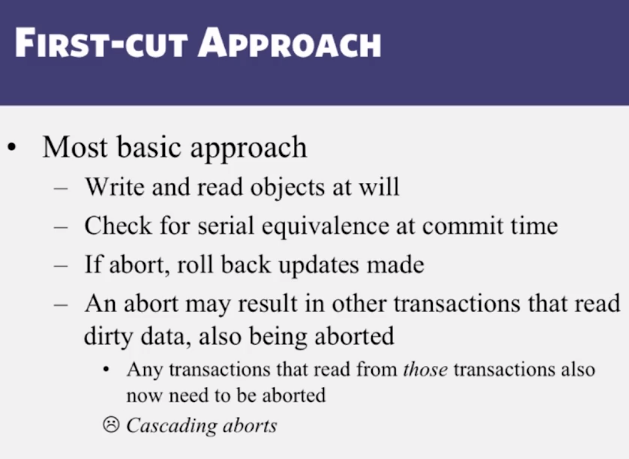 FIRST-CUT APPROACH
• Most basic approach
– Write and read objects at will
– Check for serial equivalence at commit time
– If abort, roll back updates made
– An abort may result in other transactions that read
dirty data, also being aborted
• Any transactions that read from those transactions also
now need to be aborted
☹ Cascading aborts